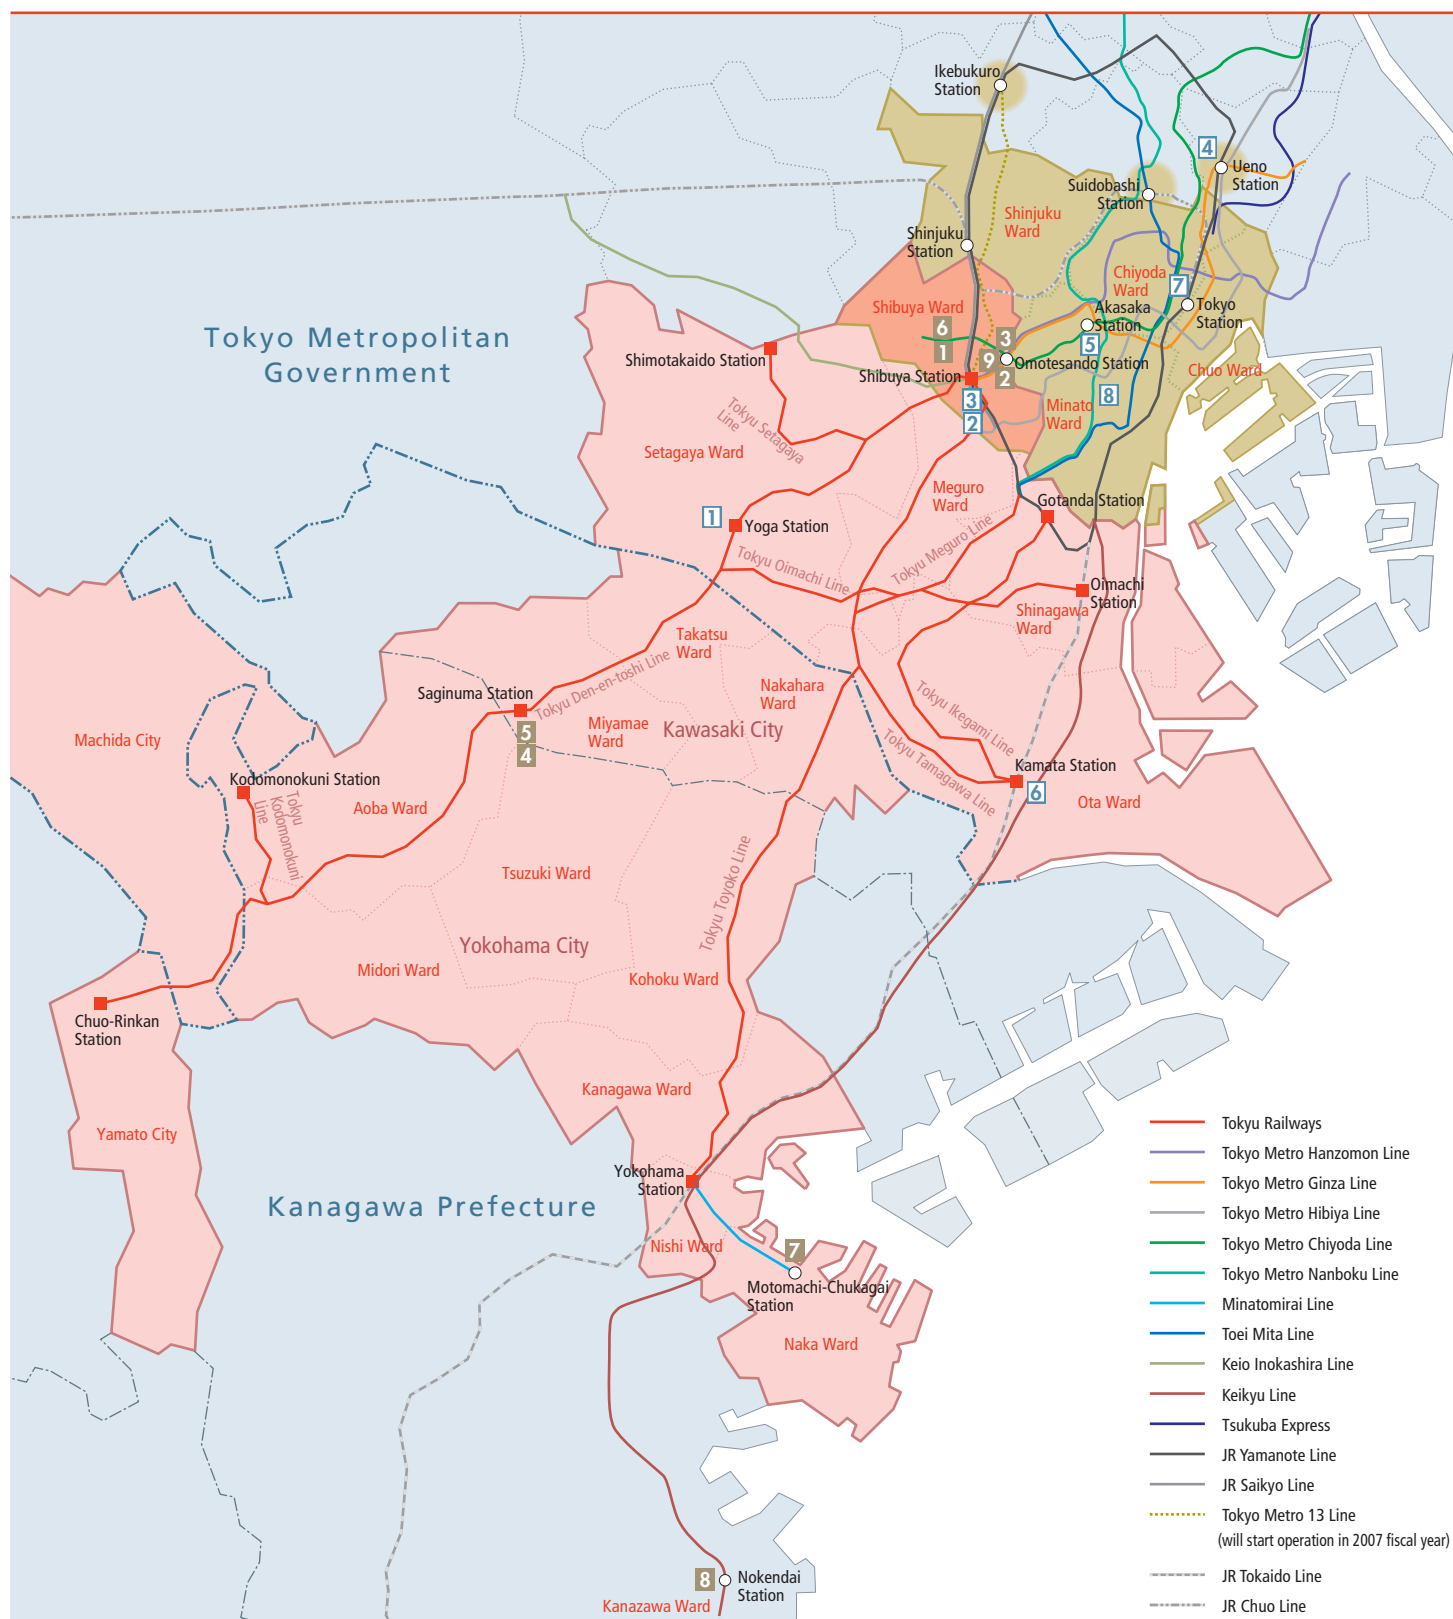 Ikebukuro
Station
4
Ueno
Station
Suidobashi
Station
Shinjuku
Ward
Shinjuku
Station
Chiyoda
Ward
7
Tokyo
Station
Akasaka
Station
5
Shibuya Ward
6
1
3
9
2
Omotesando Station
Chuo Ward
Tokyo Metropolitan
Government
Shimotakaido Station
Shibuya Station
3
2
8
Minato
Ward
Tokyu Setagaya
Line
Setagaya Ward
Meguro
Ward
Gotanda Station
1
Yoga Station
Tokyu Meguro Line
Tokyu Oimachi Line
Oimachi
Station
Shinagawa
Ward
Takatsu
Ward
Tokyu Den-en-toshi Line
Saginuma Station
5
4
Nakahara
Ward
Miyamae
Ward
Kawasaki City
Tokyu Ikegami Line
Tokyu Tamagawa Line
Machida City
Kodomonokuni Station
Tokyu
Kodomonokuni
Line
Aoba Ward
Kamata Station
6
Ota Ward
Tsuzuki Ward
Tokyu Toyoko Line
Yokohama City
Midori Ward
Kohoku Ward
Chuo-Rinkan
Station
Kanagawa Ward
Yamato City
Yokohama
Station
Kanagawa Prefecture
Nishi Ward
7
Motomachi-Chukagai
Station
Naka Ward
8
Nokendai
Station
Kanazawa Ward
Tokyu Railways
Tokyo Metro Hanzomon Line
Tokyo Metro Ginza Line
Tokyo Metro Hibiya Line
Tokyo Metro Chiyoda Line
Tokyo Metro Nanboku Line
Minatomirai Line
Toei Mita Line
Keio Inokashira Line
Keikyu Line
Tsukuba Express
JR Yamanote Line
JR Saikyo Line
Tokyo Metro 13 Line
(will start operation in 2007 fiscal year)
JR Tokaido Line
JR Chuo Line